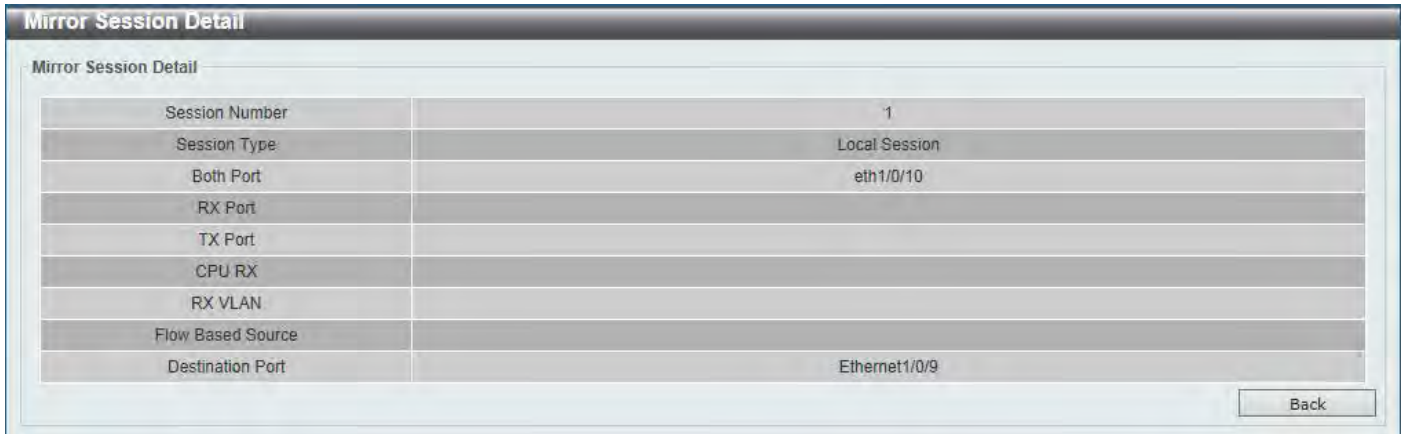 Mirror Session Detail
Mirror Session Detail
Session Number 1
Session Type Local Session
Both Port eth1/0/10
RX Port
TX Port
CPU RX
RX VLAN
Flow Based Source
Destination Port Ethernet1/0/9
Back